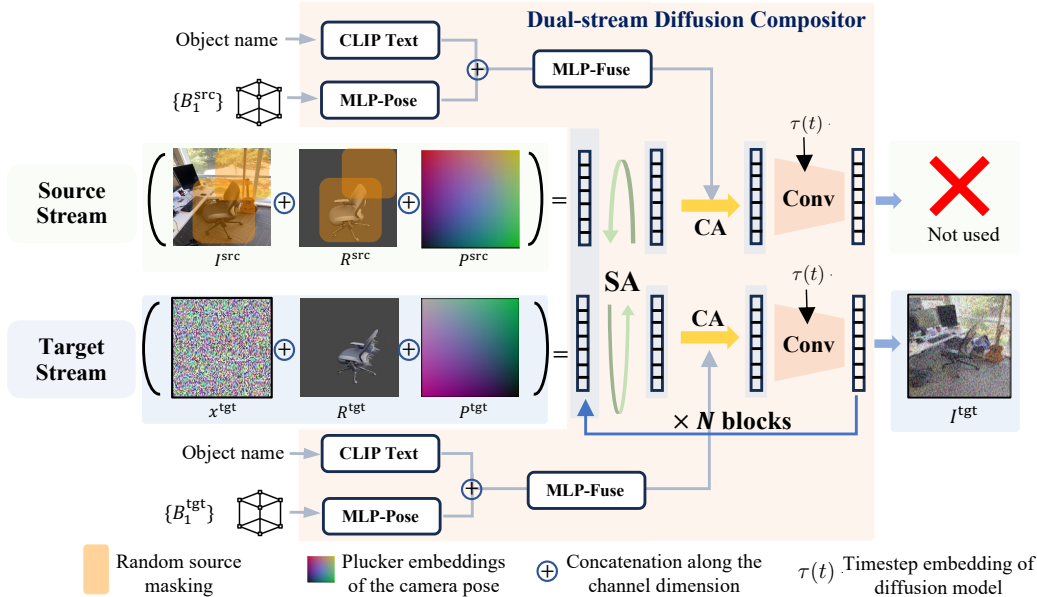 Dual-stream Diffusion Compositor
Object name
CLIP Text
+
MLP-Fuse
{B₁ˢʳᶜ}
MLP-Pose
τ(t) ·
Source
Stream
( + + ) =
CA
Conv
Not used
Iˢʳᶜ
Rˢʳᶜ
Pˢʳᶜ
SA
τ(t) ·
Target
Stream
( + + ) =
CA
Conv
xᵗᵍᵗ
Rᵗᵍᵗ
Pᵗᵍᵗ
× N blocks
Iᵗᵍᵗ
Object name
CLIP Text
+
MLP-Fuse
{B₁ᵗᵍᵗ}
MLP-Pose
Random source
masking
Plucker embeddings
of the camera pose
+ Concatenation along the
channel dimension
τ(t) · Timestep embedding of
diffusion model